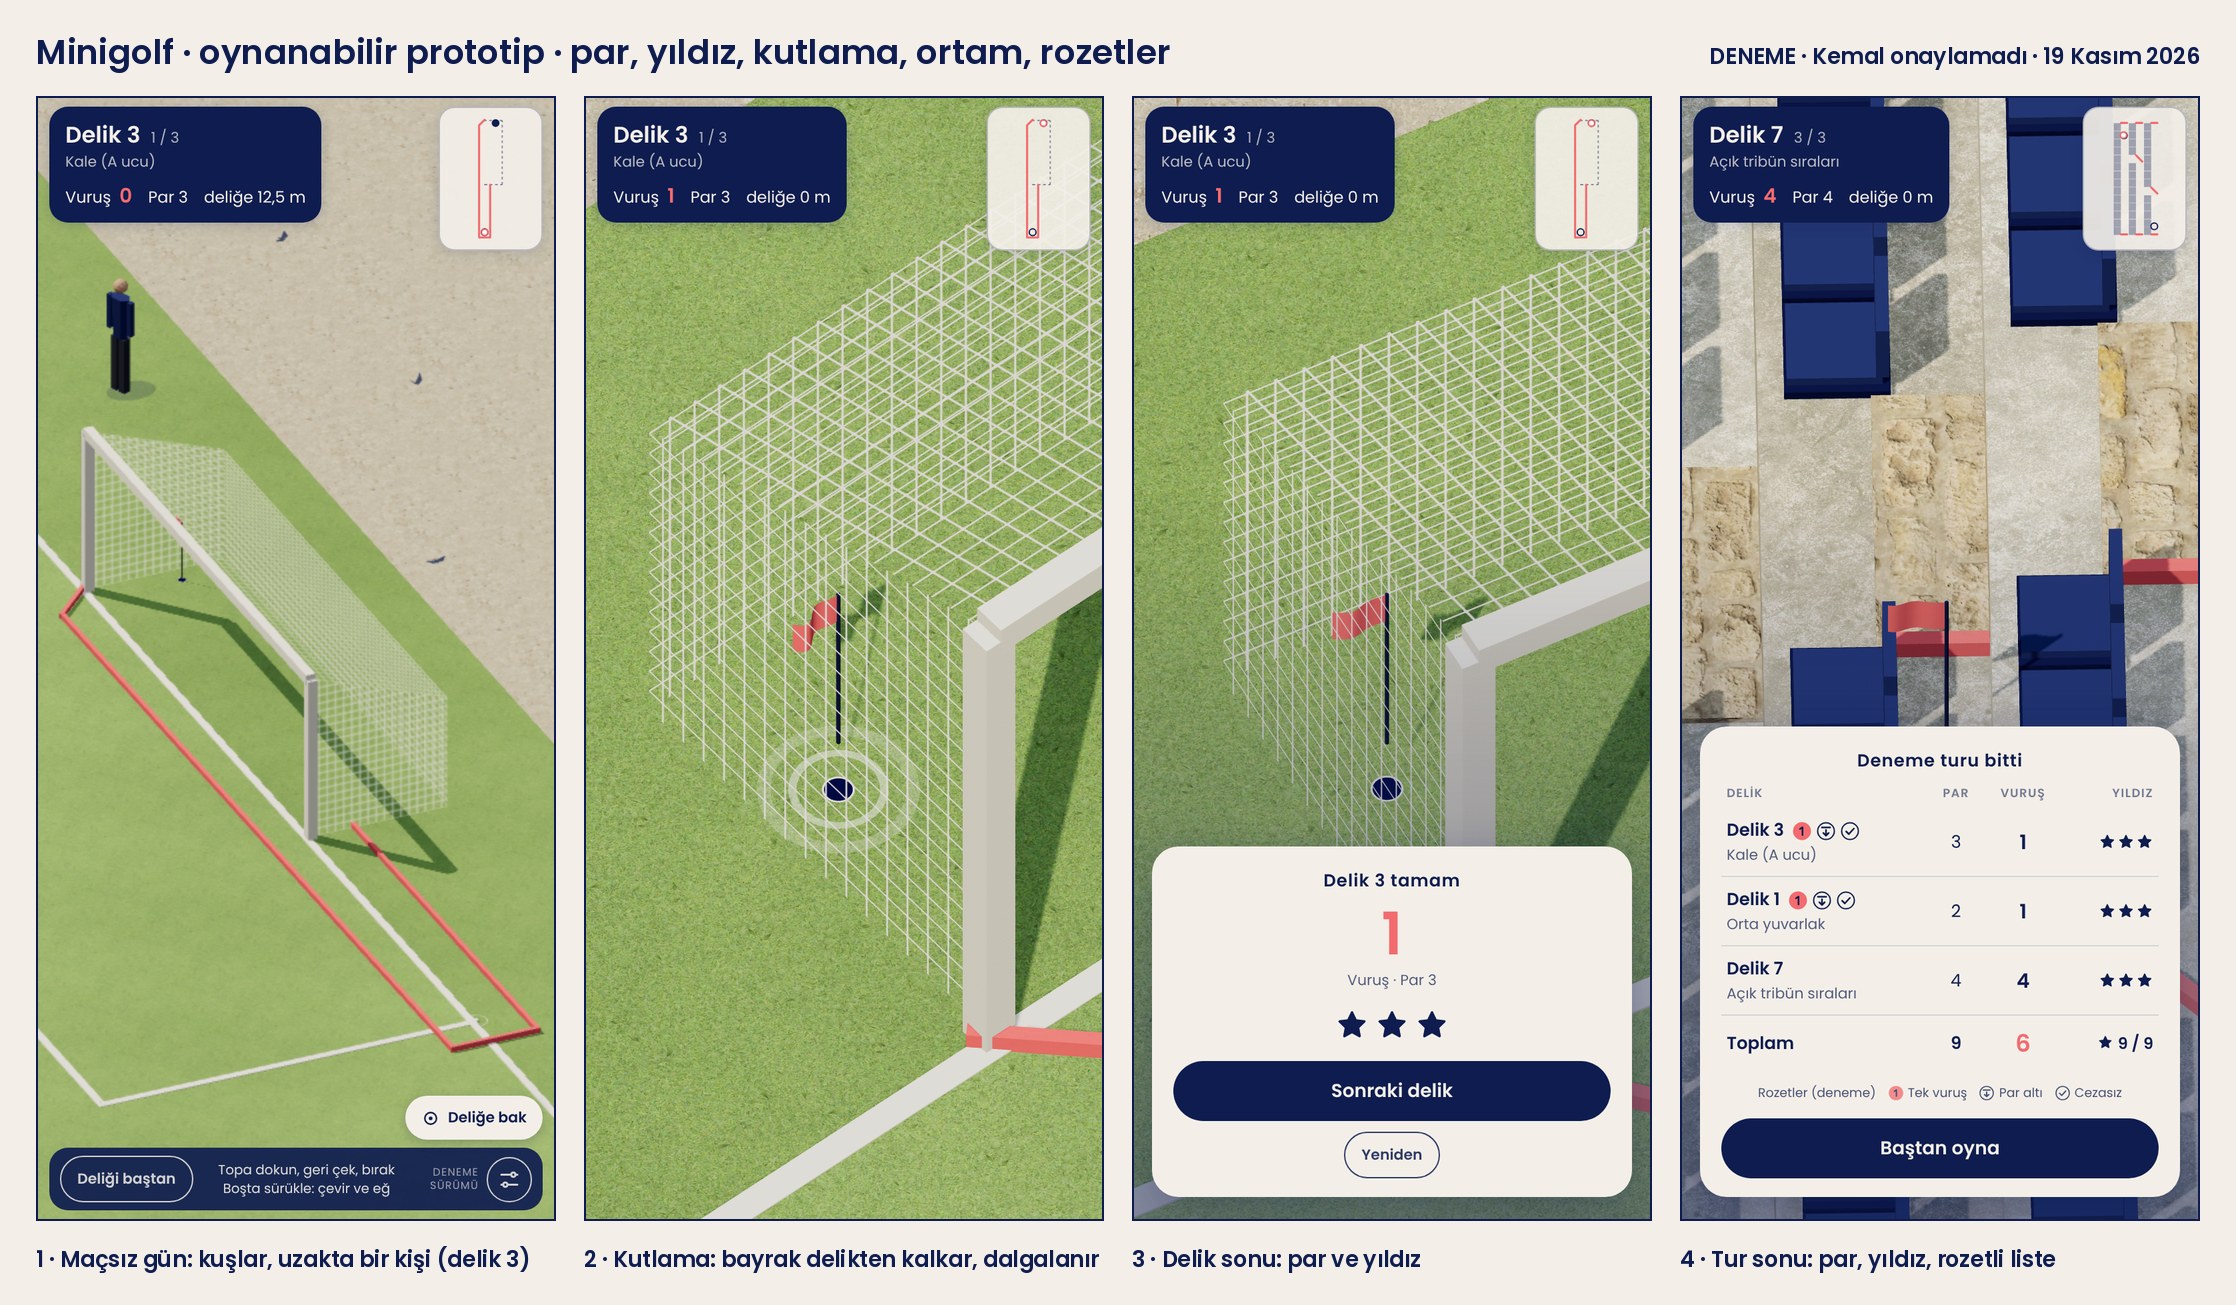 Minigolf · oynanabilir prototip · par, yıldız, kutlama, ortam, rozetler
DENEME · Kemal onaylamadı · 19 Kasım 2026
Delik 3 1 / 3
Kale (A ucu)
Vuruş 0 Par 3 deliğe 12,5 m
Deliğe bak
Deliği baştan
Topa dokun, geri çek, bırak
Boşta sürükle: çevir ve eğ
DENEME
SÜRÜMÜ
1 · Maçsız gün: kuşlar, uzakta bir kişi (delik 3)
Delik 3 1 / 3
Kale (A ucu)
Vuruş 1 Par 3 deliğe 0 m
2 · Kutlama: bayrak delikten kalkar, dalgalanır
Delik 3 1 / 3
Kale (A ucu)
Vuruş 1 Par 3 deliğe 0 m
Delik 3 tamam
1
Vuruş · Par 3
Sonraki delik
Yeniden
3 · Delik sonu: par ve yıldız
Delik 7 3 / 3
Açık tribün sıraları
Vuruş 4 Par 4 deliğe 0 m
Deneme turu bitti
DELİK PAR VURUŞ YILDIZ
Delik 3 1 3 1
Kale (A ucu)
Delik 1 1 2 1
Orta yuvarlak
Delik 7 4 4
Açık tribün sıraları
Toplam 9 6 9 / 9
Rozetler (deneme) 1 Tek vuruş Par altı Cezasız
Baştan oyna
4 · Tur sonu: par, yıldız, rozetli liste